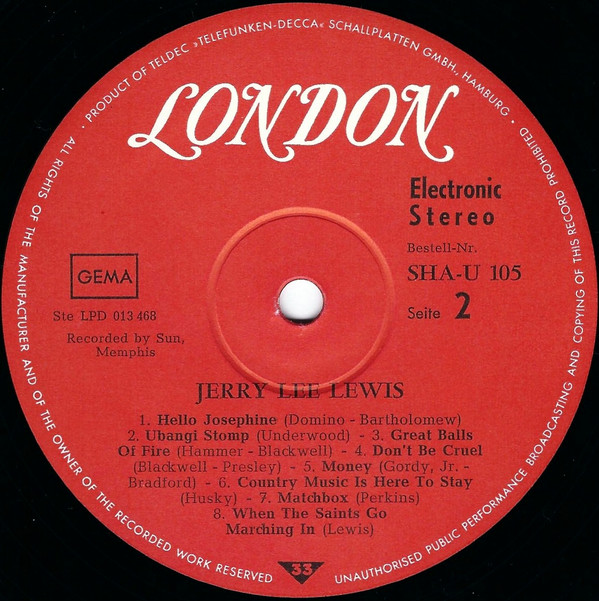 · PRODUCT OF TELDEC »TELEFUNKEN-DECCA« SCHALLPLATTEN GMBH., HAMBURG ·
LONDON
Electronic
Stereo
Bestell-Nr.
SHA-U 105
Seite 2
GEMA
Ste LPD 013 468
Recorded by Sun,
Memphis
JERRY LEE LEWIS
1. Hello Josephine (Domino - Bartholomew)
2. Ubangi Stomp (Underwood) - 3. Great Balls
Of Fire (Hammer - Blackwell) - 4. Don't Be Cruel
(Blackwell - Presley) - 5. Money (Gordy, Jr. -
Bradford) - 6. Country Music Is Here To Stay
(Husky) - 7. Matchbox (Perkins)
8. When The Saints Go
Marching In (Lewis)
ALL RIGHTS OF THE MANUFACTURER AND OF THE OWNER OF THE RECORDED WORK RESERVED
33
UNAUTHORISED PUBLIC PERFORMANCE BROADCASTING AND COPYING OF THIS RECORD PROHIBITED